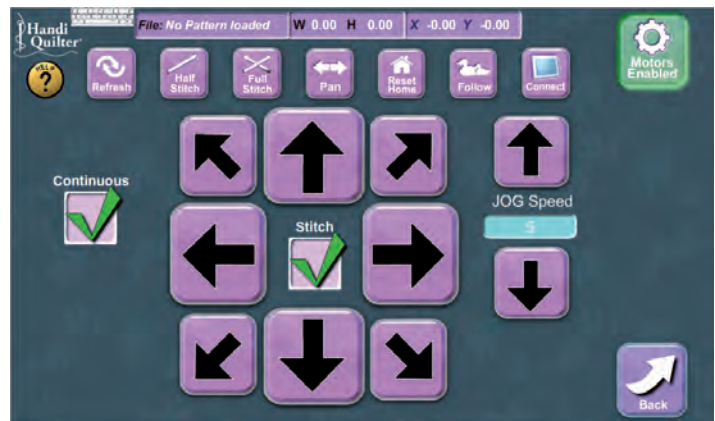 Handi
Quilter
File: No Pattern loaded W 0.00 H 0.00 X -0.00 Y -0.00
Motors
Enabled
HELP
?
Refresh
Half
Stitch
Full
Stitch
Pan
Reset
Home
Follow
Connect
Continuous
Stitch
JOG Speed
5
Back